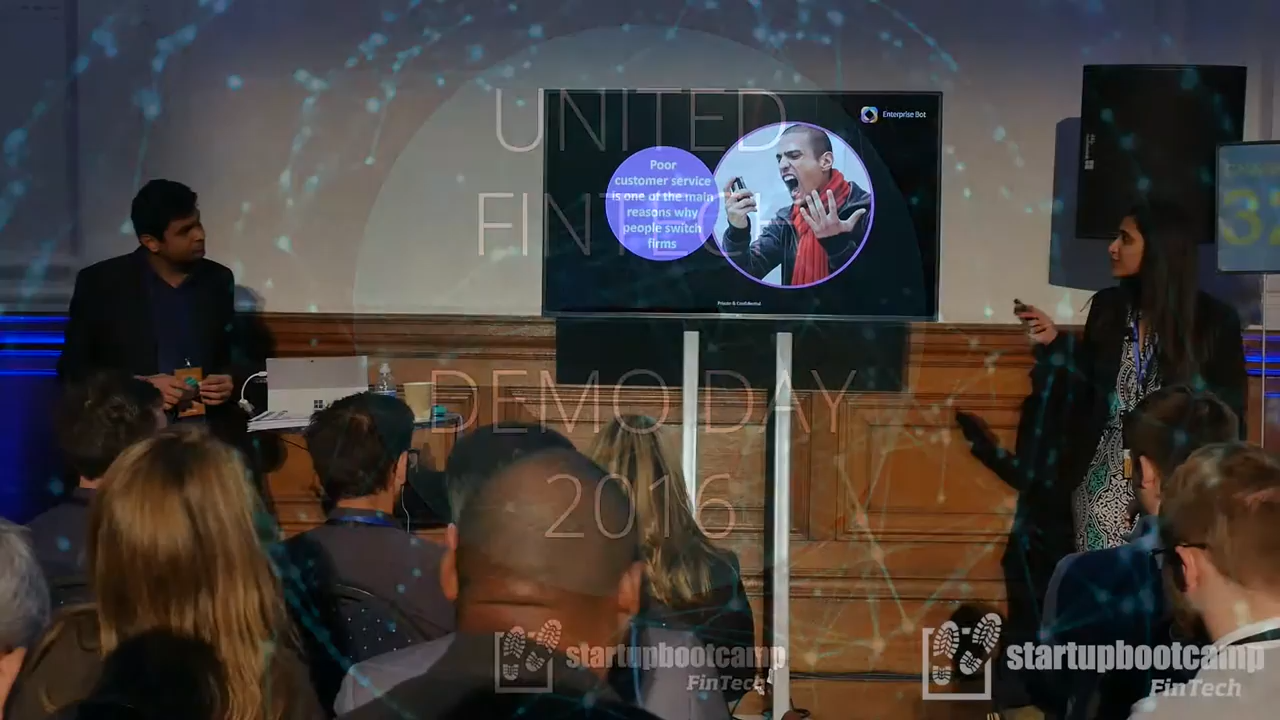 UNITED
FINTECH
DEMO DAY
2016
Enterprise Bot
Poor
customer service
is one of the main
reasons why
people switch
firms
Private & Confidential
32
startupbootcamp
FinTech
startupbootcamp
FinTech